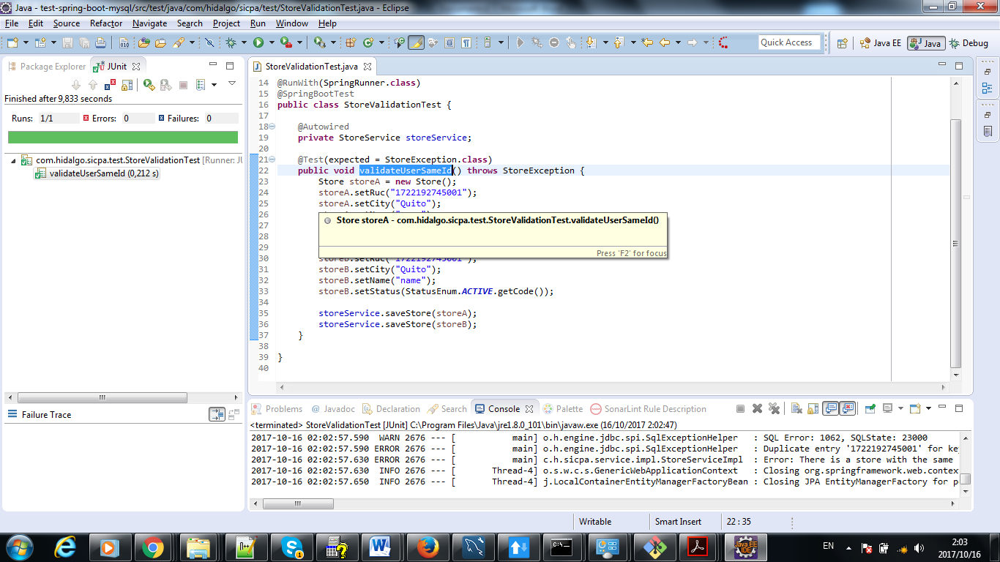 Java - test-spring-boot-mysql/src/test/java/com/hidalgo/sicpa/test/StoreValidationTest.java - Eclipse
File Edit Source Refactor Navigate Search Project Run Window Help
Quick Access Java EE Java Debug
Package Explorer JUnit
Finished after 9,833 seconds
Runs: 1/1 Errors: 0 Failures: 0
com.hidalgo.sicpa.test.StoreValidationTest [Runner: JU
validateUserSameId (0,212 s)
Failure Trace
StoreValidationTest.java
14 @RunWith(SpringRunner.class)
15 @SpringBootTest
16 public class StoreValidationTest {
17
18 @Autowired
19 private StoreService storeService;
20
21 @Test(expected = StoreException.class)
22 public void validateUserSameId() throws StoreException {
23 Store storeA = new Store();
24 storeA.setRuc("1722192745001");
25 storeA.setCity("Quito");
26
Store storeA - com.hidalgo.sicpa.test.StoreValidationTest.validateUserSameId()
27
28
29
Press 'F2' for focus
30 storeB.setRuc("1722192745001");
31 storeB.setCity("Quito");
32 storeB.setName("name");
33 storeB.setStatus(StatusEnum.ACTIVE.getCode());
34
35 storeService.saveStore(storeA);
36 storeService.saveStore(storeB);
37 }
38
39 }
40
Problems @ Javadoc Declaration Search Console Palette SonarLint Rule Description
<terminated> StoreValidationTest [JUnit] C:\Program Files\Java\jre1.8.0_101\bin\javaw.exe (16/10/2017 2:02:47)
2017-10-16 02:02:57.590 WARN 2676 --- [ main] o.h.engine.jdbc.spi.SqlExceptionHelper : SQL Error: 1062, SQLState: 23000
2017-10-16 02:02:57.590 ERROR 2676 --- [ main] o.h.engine.jdbc.spi.SqlExceptionHelper : Duplicate entry '1722192745001' for key
2017-10-16 02:02:57.630 ERROR 2676 --- [ main] c.h.sicpa.service.impl.StoreServiceImpl : Error: There is a store with the same
2017-10-16 02:02:57.630 INFO 2676 --- [ Thread-4] o.s.w.c.s.GenericWebApplicationContext : Closing org.springframework.web.contex
2017-10-16 02:02:57.650 INFO 2676 --- [ Thread-4] j.LocalContainerEntityManagerFactoryBean : Closing JPA EntityManagerFactory for p
Writable Smart Insert 22 : 35
EN 2:03
2017/10/16